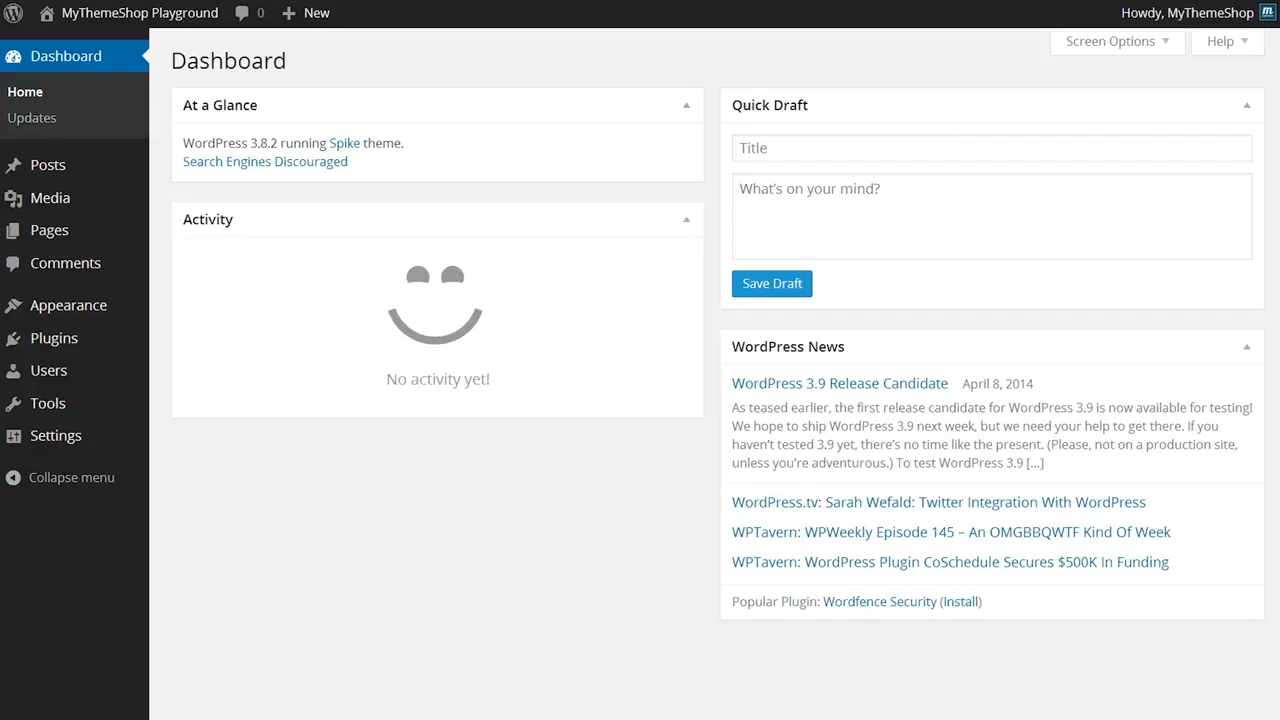 MyThemeShop Playground
0
New
Howdy, MyThemeShop
m
Dashboard
Home
Updates
Posts
Media
Pages
Comments
Appearance
Plugins
Users
Tools
Settings
Collapse menu
Screen Options
Help
Dashboard
At a Glance
WordPress 3.8.2 running Spike theme.
Search Engines Discouraged
Activity
No activity yet!
Quick Draft
Title
What's on your mind?
Save Draft
WordPress News
WordPress 3.9 Release Candidate April 8, 2014
As teased earlier, the first release candidate for WordPress 3.9 is now available for testing!
We hope to ship WordPress 3.9 next week, but we need your help to get there. If you
haven't tested 3.9 yet, there's no time like the present. (Please, not on a production site,
unless you're adventurous.) To test WordPress 3.9 [...]
WordPress.tv: Sarah Wefald: Twitter Integration With WordPress
WPTavern: WPWeekly Episode 145 – An OMGBBQWTF Kind Of Week
WPTavern: WordPress Plugin CoSchedule Secures $500K In Funding
Popular Plugin: Wordfence Security (Install)